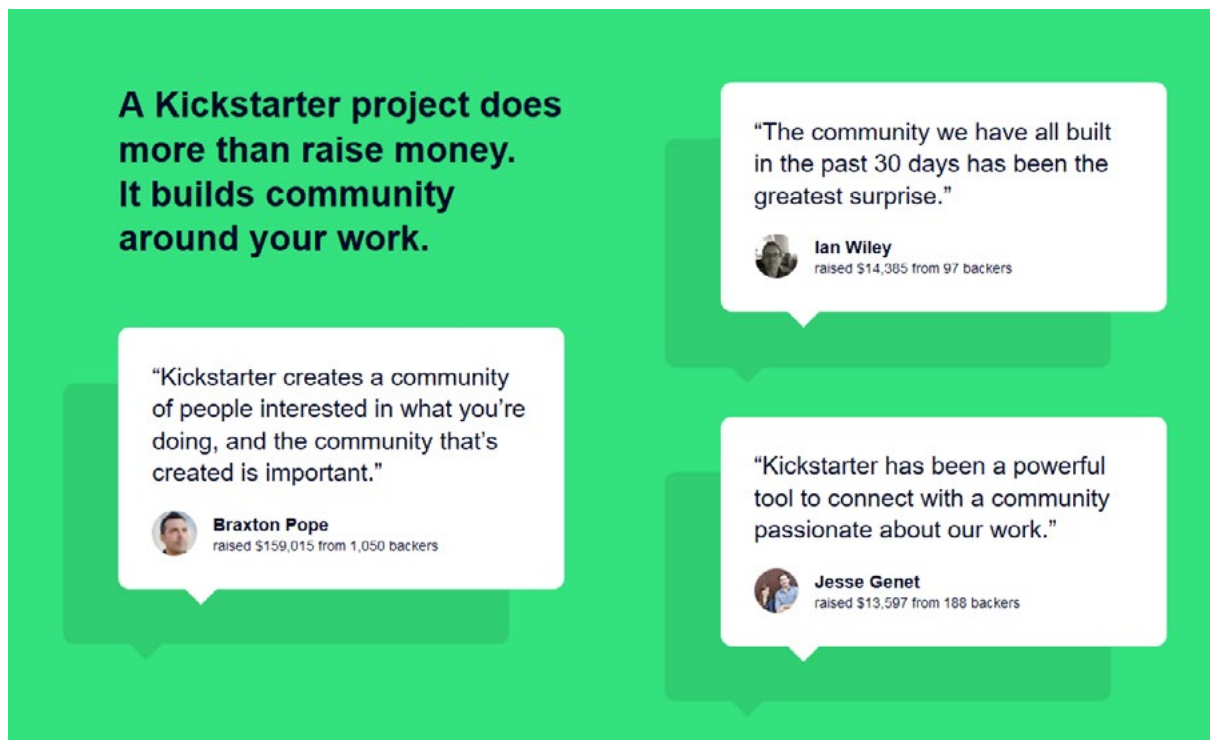 A Kickstarter project does
more than raise money.
It builds community
around your work.
“Kickstarter creates a community
of people interested in what you’re
doing, and the community that’s
created is important.”
Braxton Pope
raised $159,015 from 1,050 backers
“The community we have all built
in the past 30 days has been the
greatest surprise.”
Ian Wiley
raised $14,385 from 97 backers
“Kickstarter has been a powerful
tool to connect with a community
passionate about our work.”
Jesse Genet
raised $13,597 from 188 backers